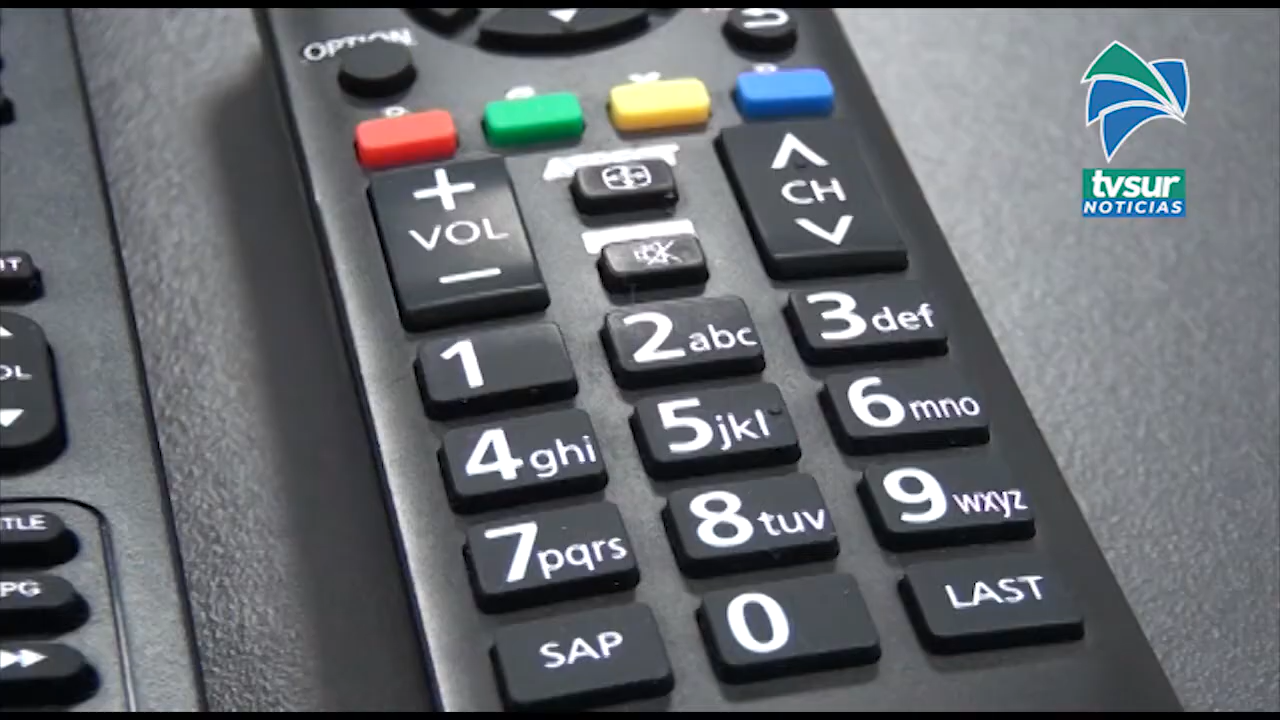 OPTION
+
VOL
−
CH
1
2abc
3def
4ghi
5jkl
6mno
7pqrs
8tuv
9wxyz
SAP
0
LAST
tvsur
NOTICIAS